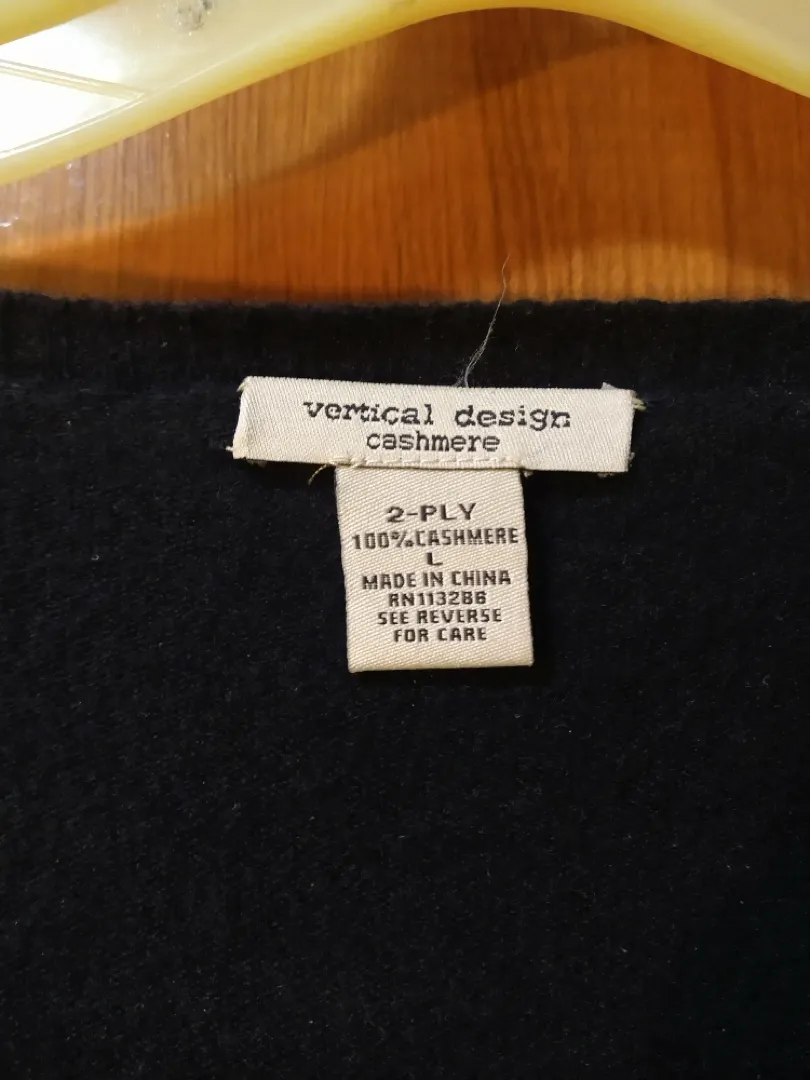 vertical design
cashmere
2-PLY
100%CASHMERE
L
MADE IN CHINA
RN113286
SEE REVERSE
FOR CARE